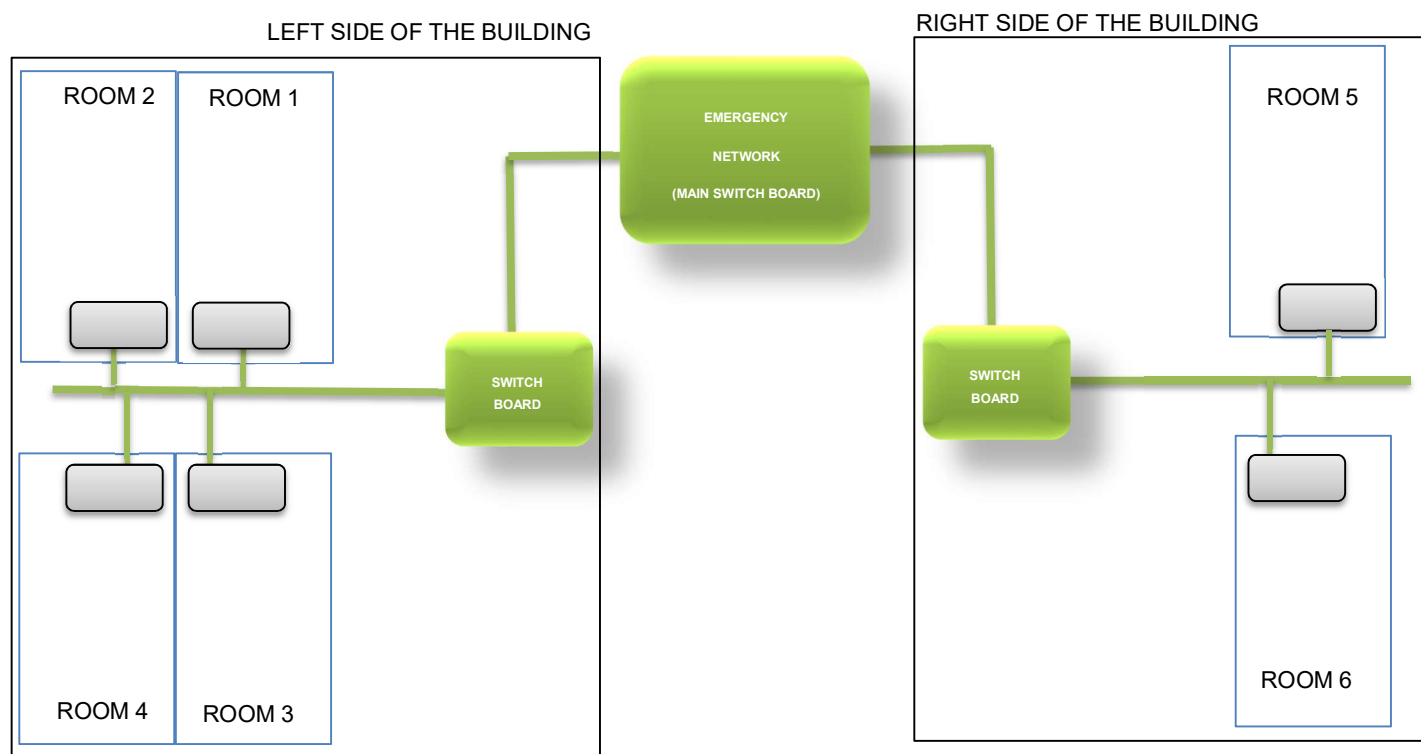 LEFT SIDE OF THE BUILDING
RIGHT SIDE OF THE BUILDING
ROOM 2
ROOM 1
EMERGENCY
NETWORK
(MAIN SWITCH BOARD)
ROOM 5
SWITCH
BOARD
SWITCH
BOARD
ROOM 4
ROOM 3
ROOM 6